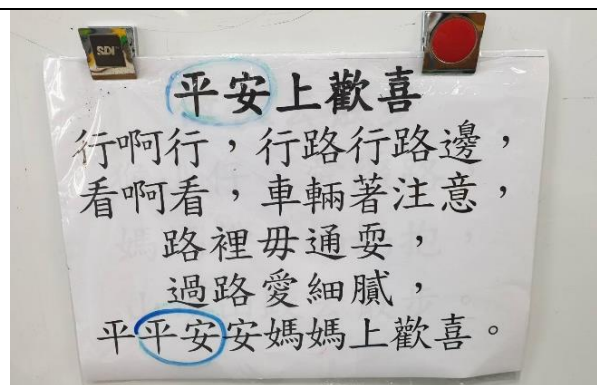 SDI
平安上歡喜
行啊行，行路行路邊，
看啊看，車輛著注意，
路裡毋通耍，
過路愛細膩，
平平安安媽媽上歡喜。